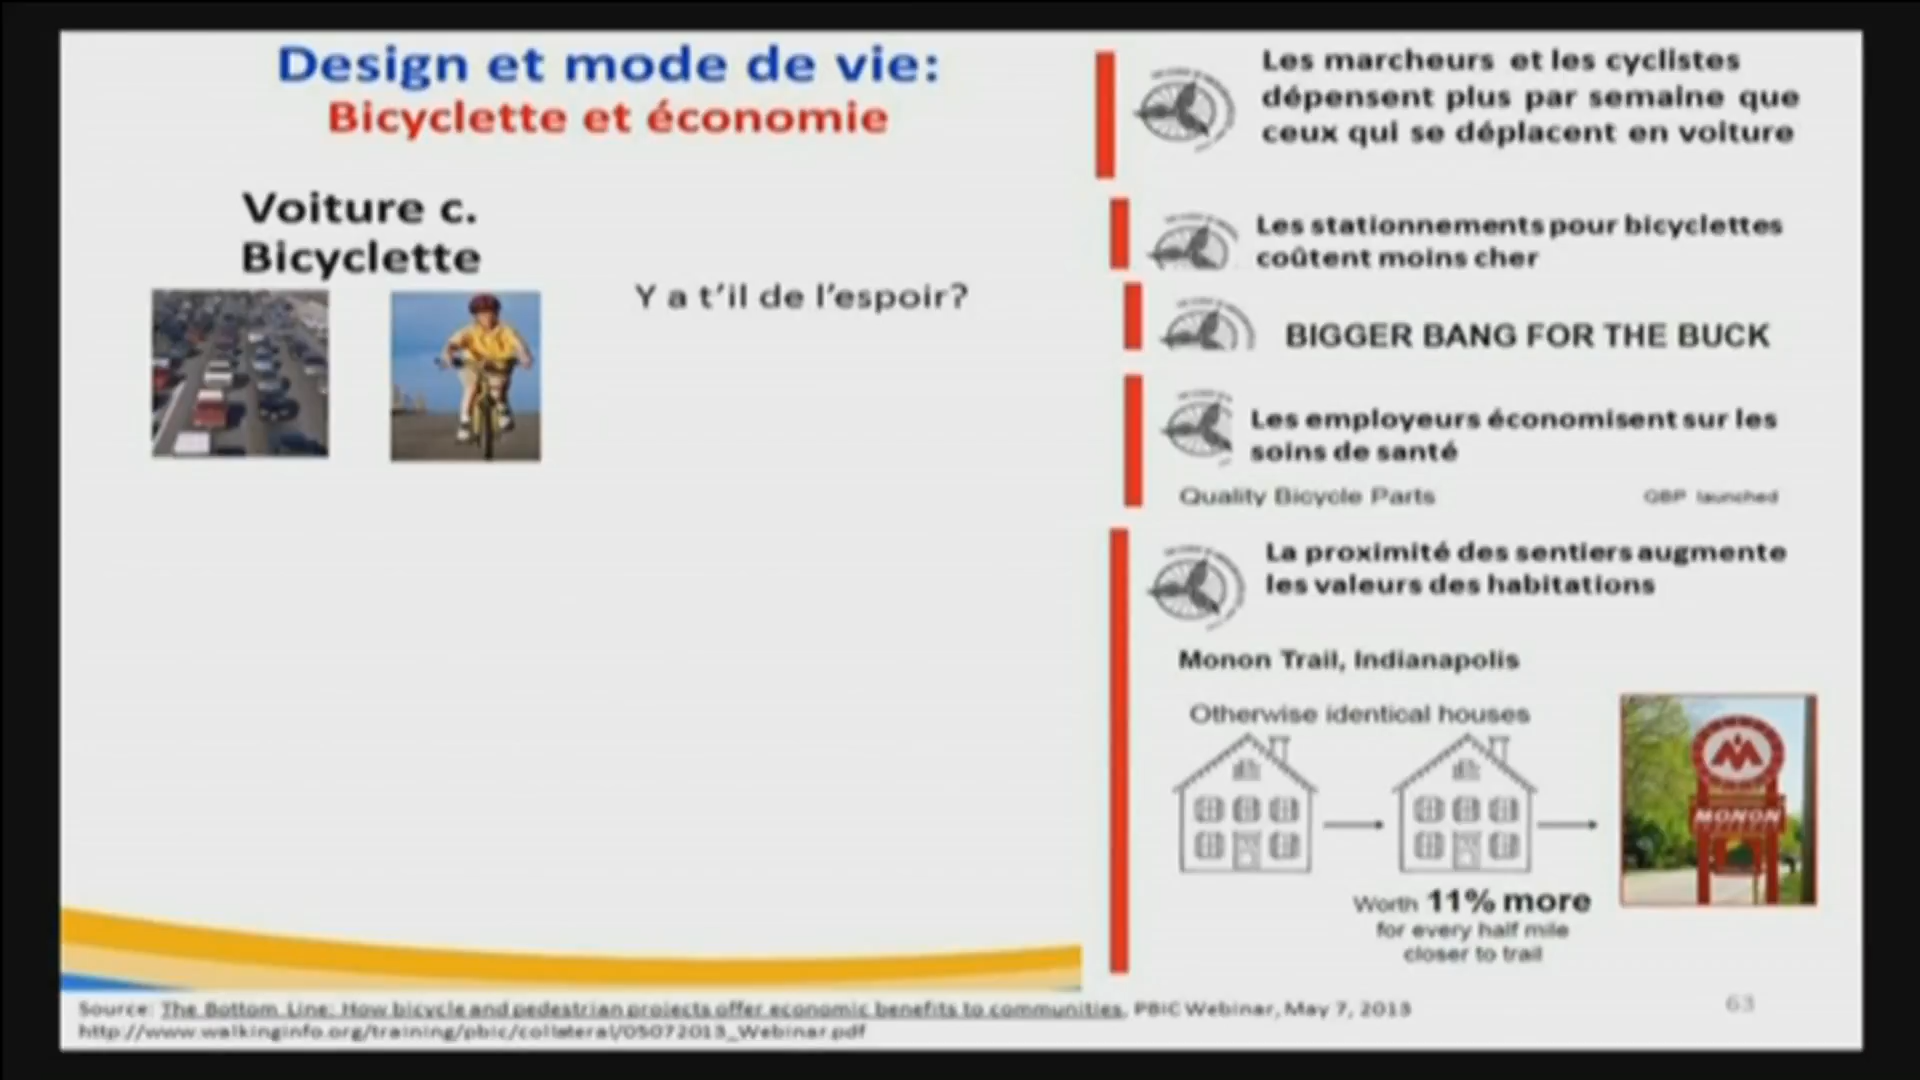 Design et mode de vie:
Bicyclette et économie
Voiture c.
Bicyclette
Y a t'il de l'espoir?
Les marcheurs et les cyclistes
dépensent plus par semaine que
ceux qui se déplacent en voiture
Les stationnements pour bicyclettes
coûtent moins cher
BIGGER BANG FOR THE BUCK
Les employeurs économisent sur les
soins de santé
Quality Bicycle Parts QBP launched
La proximité des sentiers augmente
les valeurs des habitations
Monon Trail, Indianapolis
Otherwise identical houses
MONON
Worth 11% more
for every half mile
closer to trail
Source: The Bottom Line: How bicycle and pedestrian projects offer economic benefits to communities, PBIC Webinar, May 7, 2013
http://www.walkinginfo.org/training/pbic/collateral/05072013_Webinar.pdf
63